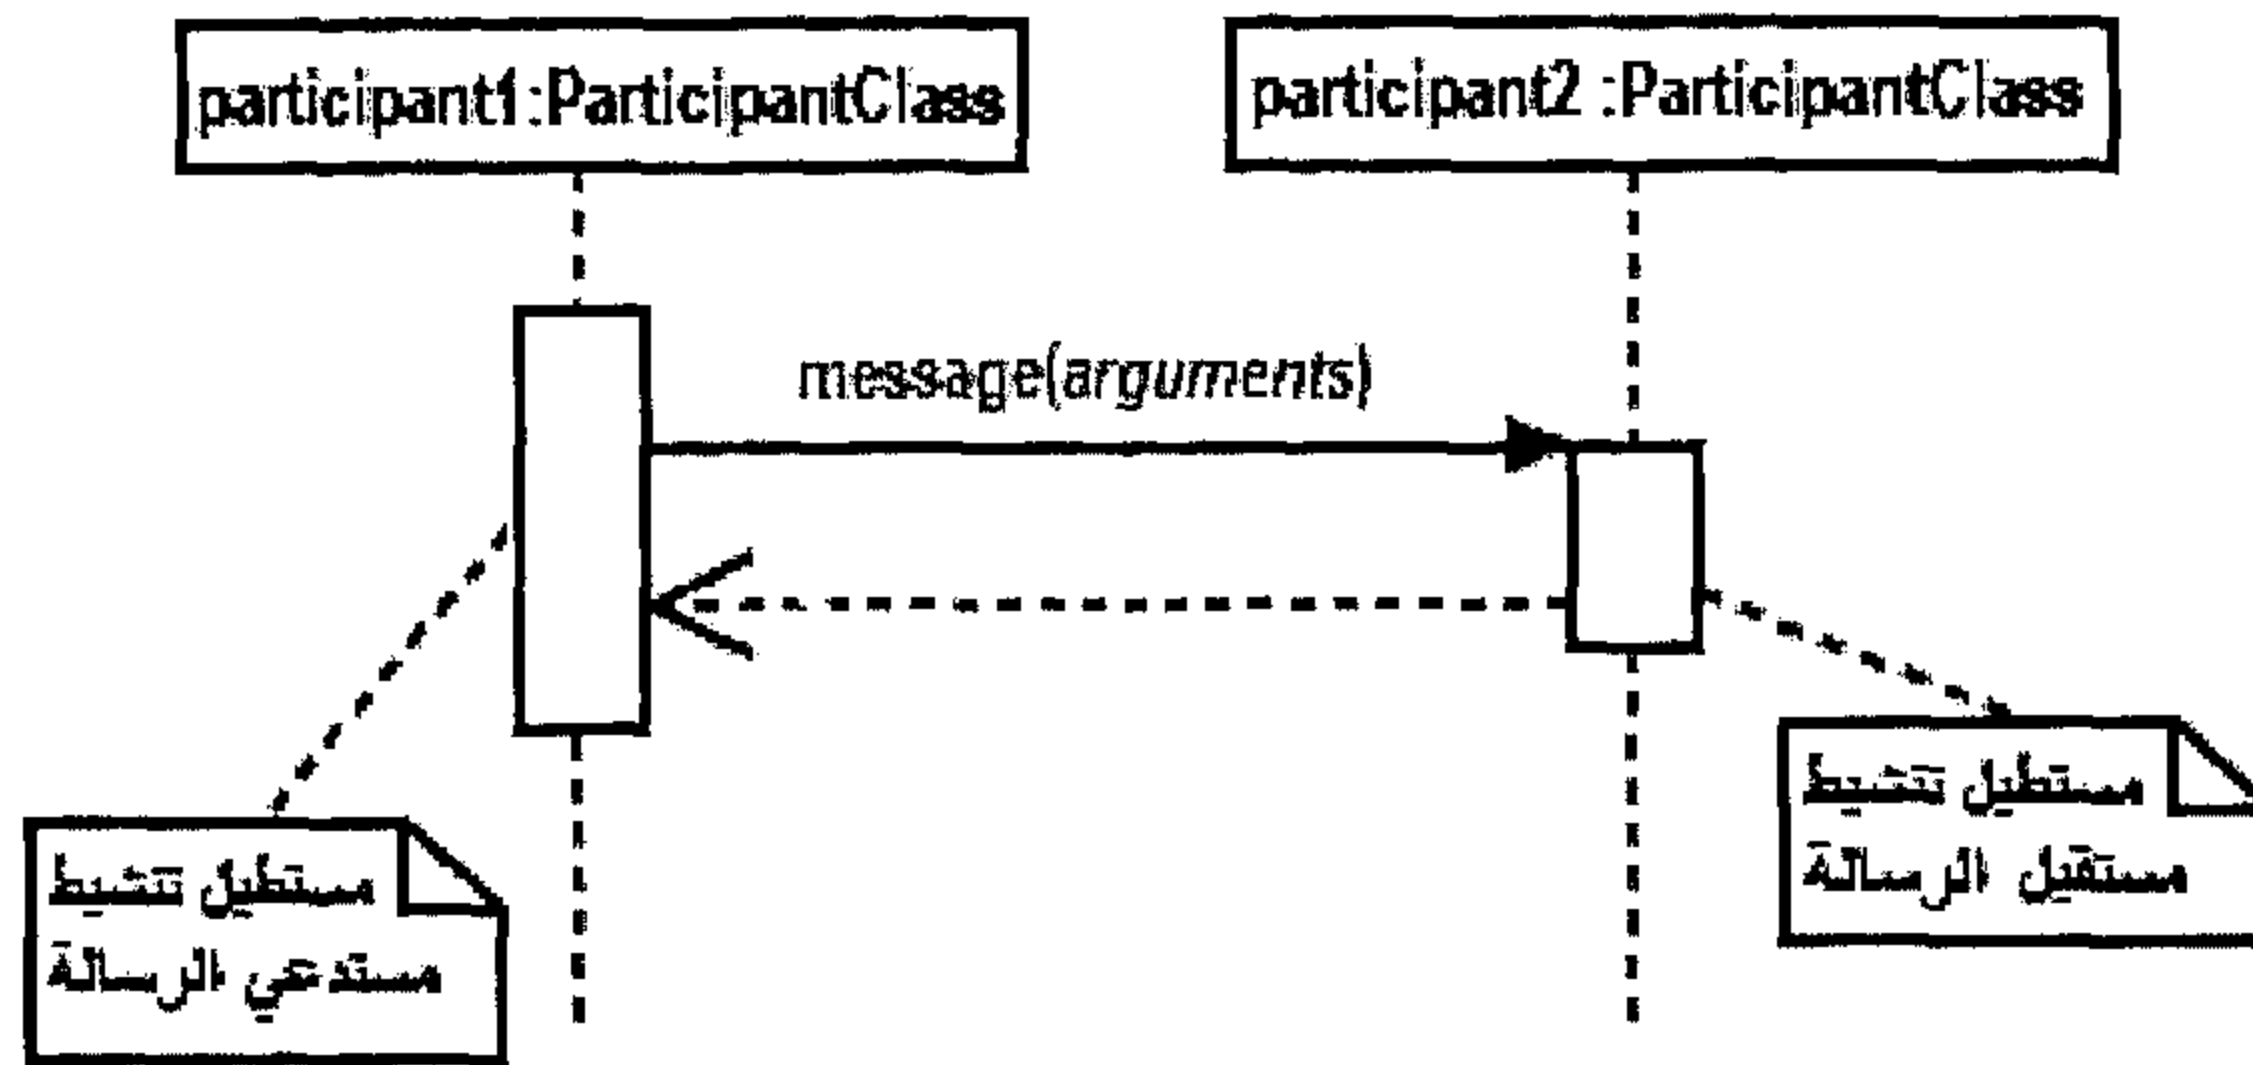 participant1:ParticipantClass
participant2 :ParticipantClass
message(arguments)
مستطيل تنشيط
مستدعي الرسالة
مستطيل تنشيط
مستقبل الرسالة